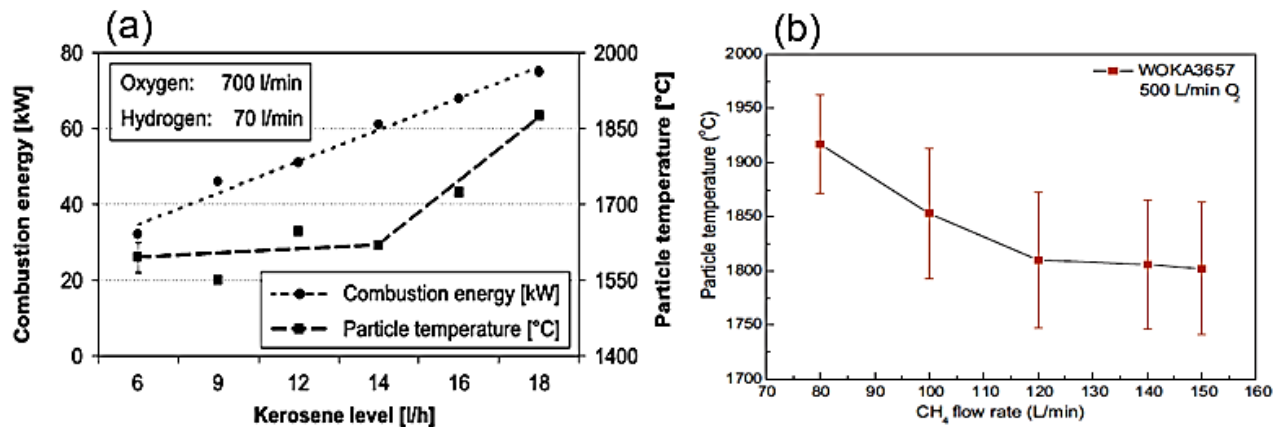 (a)
Combustion energy [kW]
80
60
40
20
0
Oxygen: 700 l/min
Hydrogen: 70 l/min
Combustion energy [kW]
Particle temperature [°C]
2000
1850
1700
1550
1400
Particle temperature [°C]
6 9 12 14 16 18
Kerosene level [l/h]
(b)
Particle temperature (°C)
2000
1950
1900
1850
1800
1750
1700
WOKA3657
500 L/min O₂
70 80 90 100 110 120 130 140 150 160
CH₄ flow rate (L/min)